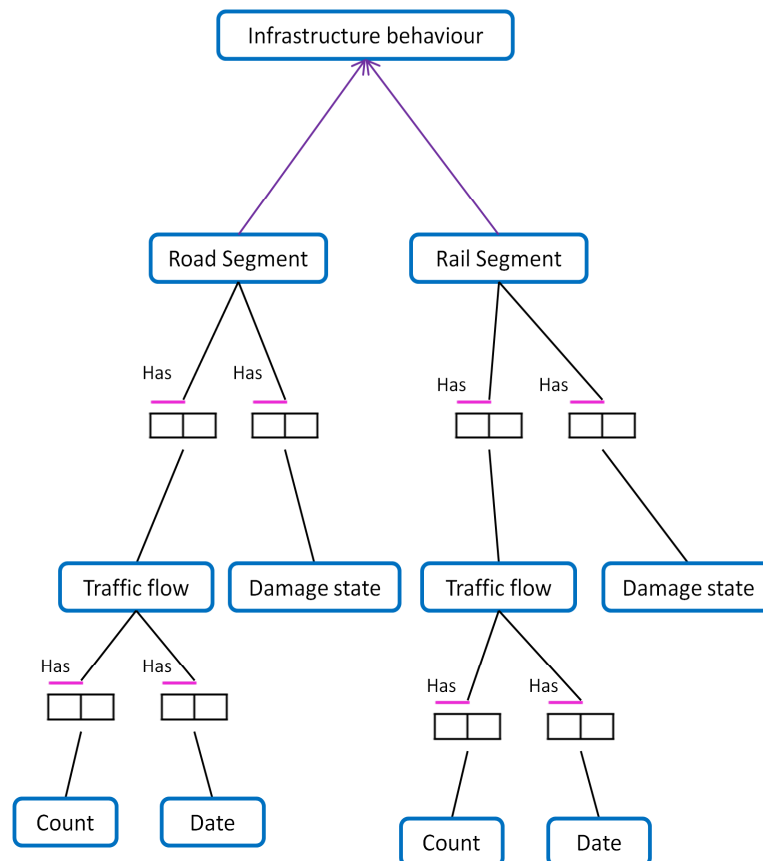 Infrastructure behaviour
Road Segment
Rail Segment
Has
Has
Has
Has
Traffic flow
Damage state
Traffic flow
Damage state
Has
Has
Has
Has
Count
Date
Count
Date